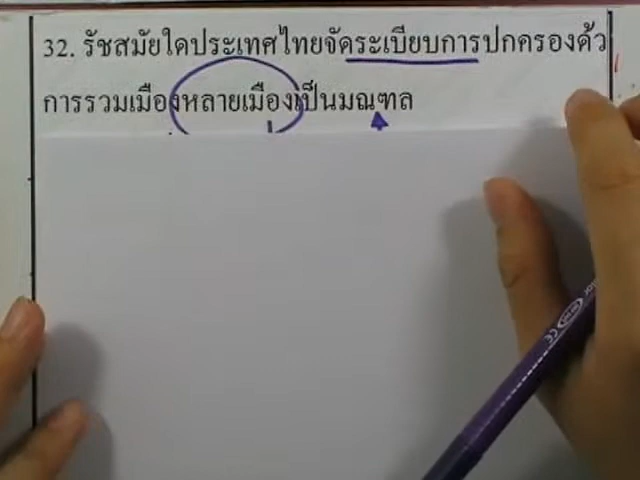 32. รัชสมัยใดประเทศไทยจัดระเบียบการปกครองด้ว
การรวมเมืองหลายเมืองเป็นมณฑล